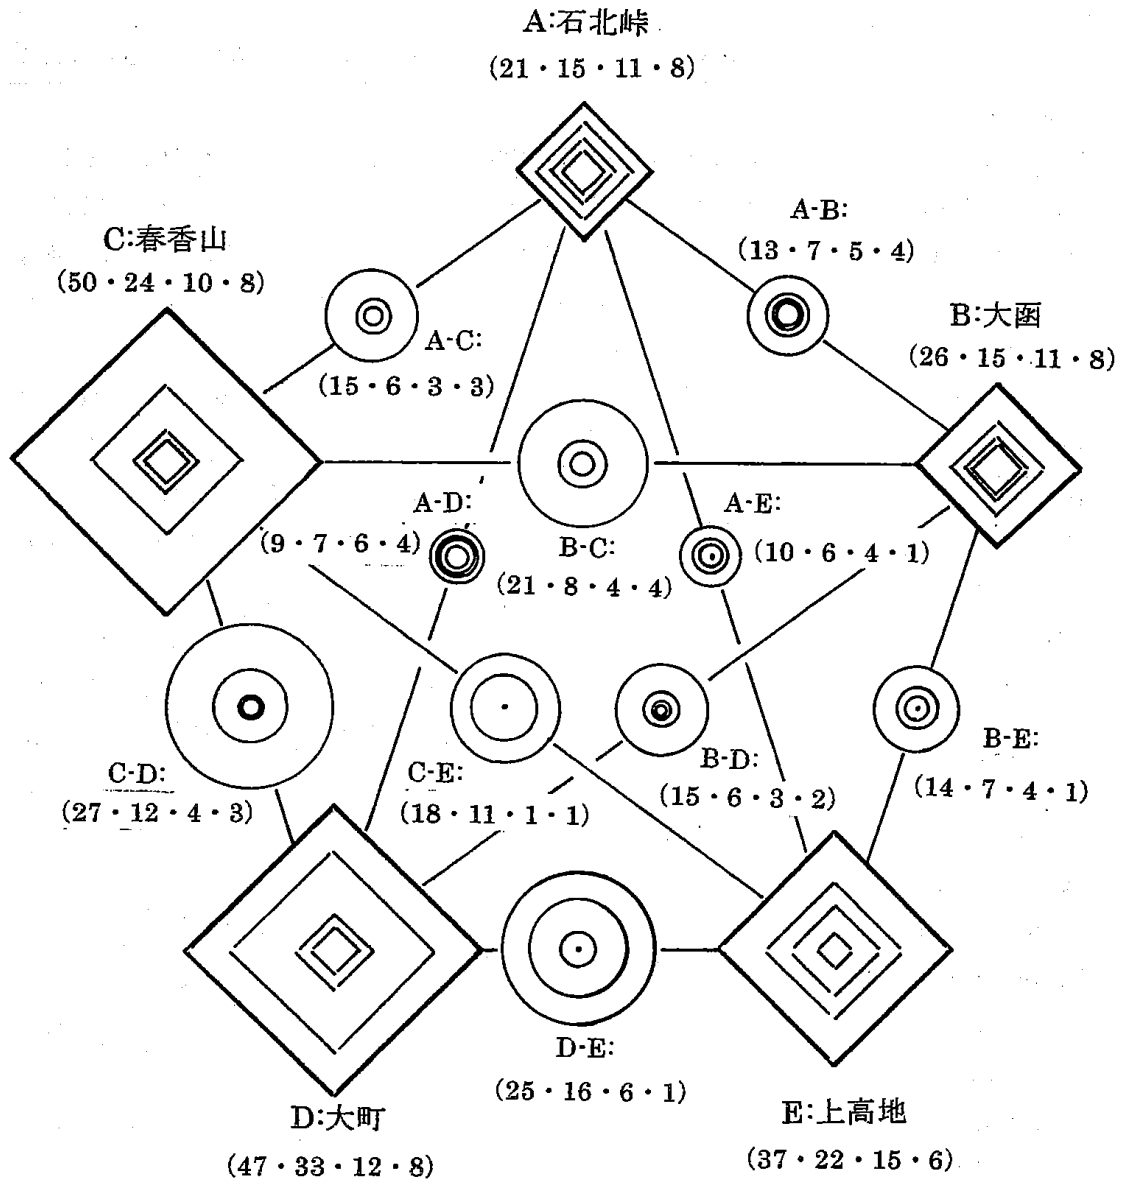 A:石北峠
(21・15・11・8)
A-B:
(13・7・5・4)
C:春香山
(50・24・10・8)
B:大函
(26・15・11・8)
A-C:
(15・6・3・3)
A-D:
(9・7・6・4)
A-E:
(10・6・4・1)
B-C:
(21・8・4・4)
C-D:
(27・12・4・3)
C-E:
(18・11・1・1)
B-D:
(15・6・3・2)
B-E:
(14・7・4・1)
D-E:
(25・16・6・1)
D:大町
(47・33・12・8)
E:上高地
(37・22・15・6)